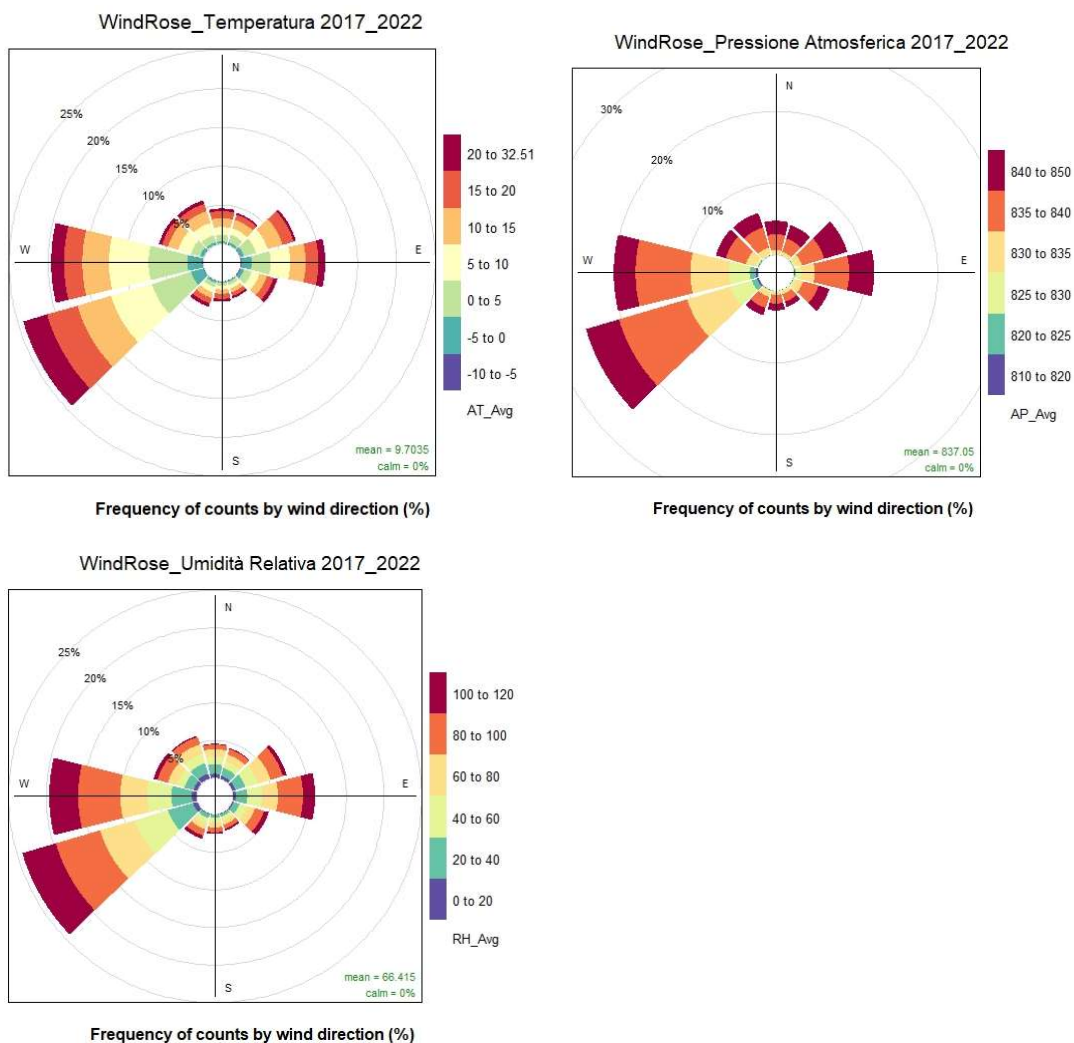 WindRose_Temperatura 2017_2022
N
25%
20%
15%
10%
5%
W
E
S
20 to 32.51
15 to 20
10 to 15
5 to 10
0 to 5
-5 to 0
-10 to -5
AT_Avg
mean = 9.7035
calm = 0%
Frequency of counts by wind direction (%)
WindRose_Pressione Atmosferica 2017_2022
N
30%
20%
10%
W
E
S
840 to 850
835 to 840
830 to 835
825 to 830
820 to 825
810 to 820
AP_Avg
mean = 837.05
calm = 0%
Frequency of counts by wind direction (%)
WindRose_Umidità Relativa 2017_2022
N
25%
20%
15%
10%
5%
W
E
S
100 to 120
80 to 100
60 to 80
40 to 60
20 to 40
0 to 20
RH_Avg
mean = 66.415
calm = 0%
Frequency of counts by wind direction (%)